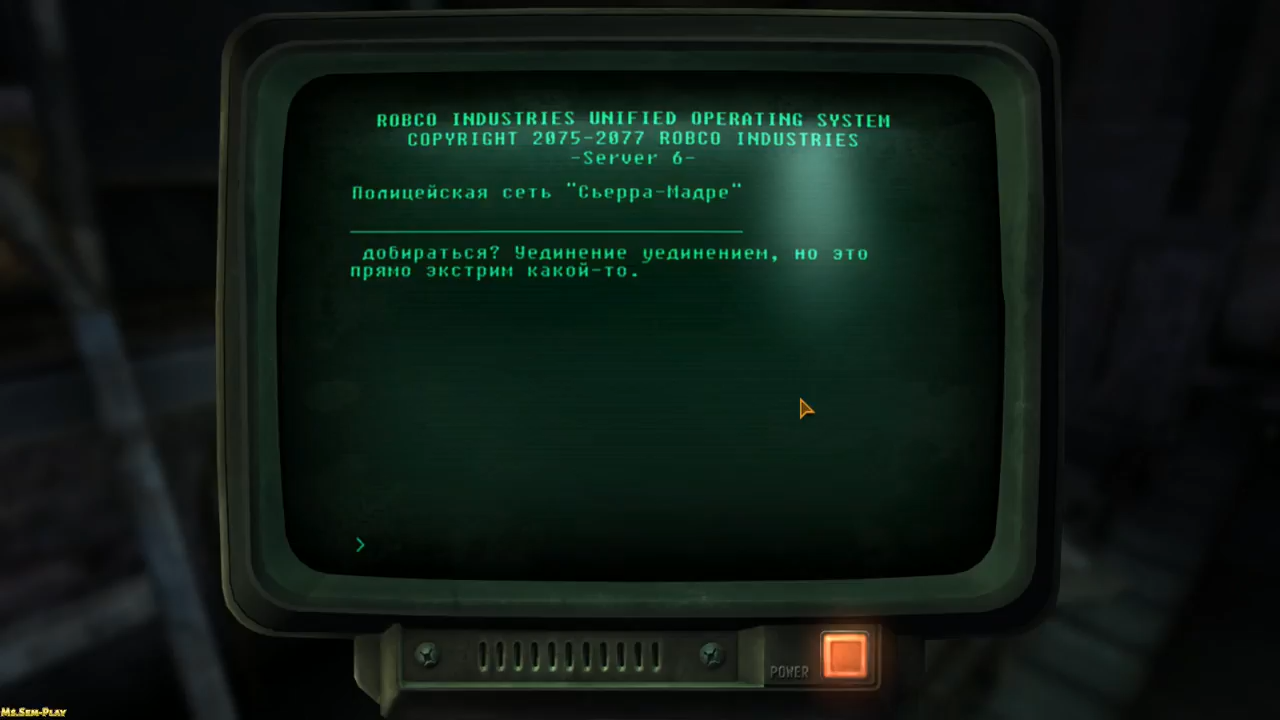 ROBCO INDUSTRIES UNIFIED OPERATING SYSTEM
COPYRIGHT 2075-2077 ROBCO INDUSTRIES
-Server 6-
Полицейская сеть "Сьерра-Мадре"
добираться? Уединение уединением, но это
прямо экстрим какой-то.
>
POWER
Ms.Sem-Play